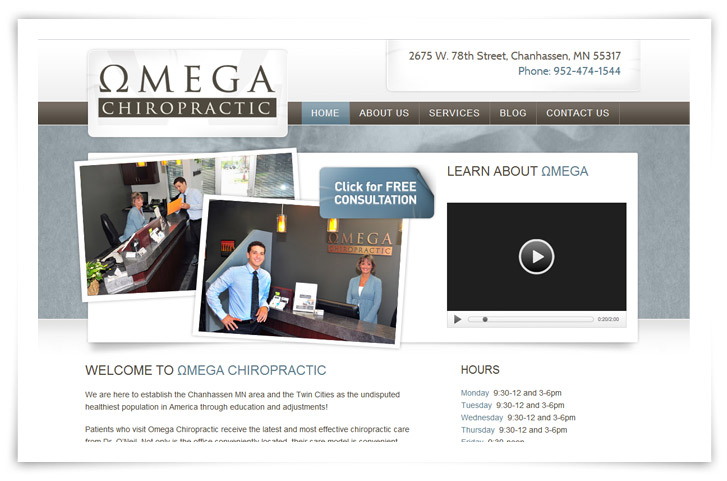 ΩMEGA
CHIROPRACTIC
2675 W. 78th Street, Chanhassen, MN 55317
Phone: 952-474-1544
HOME ABOUT US SERVICES BLOG CONTACT US
Click for FREE
CONSULTATION
ΩMEGA
CHIROPRACTIC
LEARN ABOUT ΩMEGA
0:20/2:00
WELCOME TO ΩMEGA CHIROPRACTIC
We are here to establish the Chanhassen MN area and the Twin Cities as the undisputed
healthiest population in America through education and adjustments!
Patients who visit Omega Chiropractic receive the latest and most effective chiropractic care
from Dr. O'Neil. Not only is the office conveniently located, their care model is convenient
HOURS
Monday 9:30-12 and 3-6pm
Tuesday 9:30-12 and 3-6pm
Wednesday 9:30-12 and 3-6pm
Thursday 9:30-12 and 3-6pm
Friday 9:30-noon